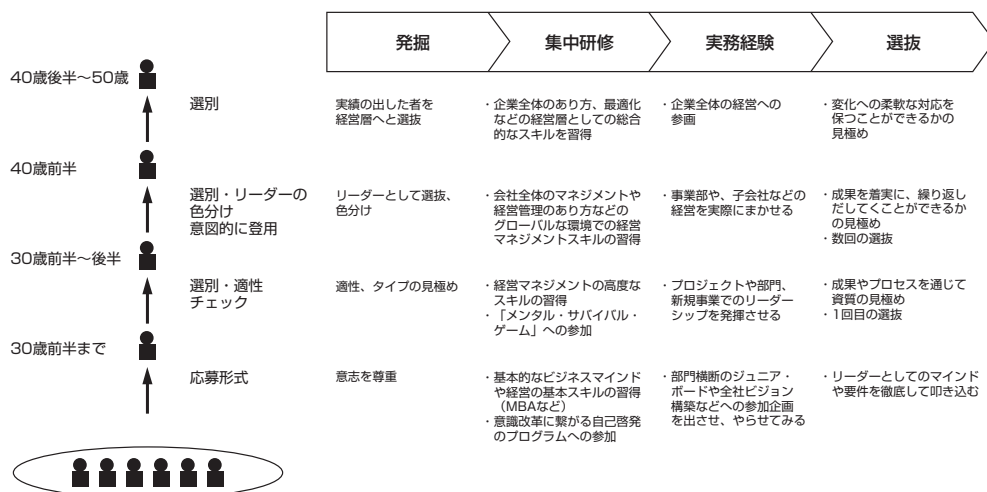 発掘
集中研修
実務経験
選抜
40歳後半～50歳
選別
実績の出した者を
経営層へと選抜
・企業全体のあり方、最適化
などの経営層としての総合
的なスキルを習得
・企業全体の経営への
参画
・変化への柔軟な対応を
保つことができるかの
見極め
40歳前半
選別・リーダーの
色分け
意図的に登用
リーダーとして選抜、
色分け
・会社全体のマネジメントや
経営管理のあり方などの
グローバルな環境での経営
マネジメントスキルの習得
・事業部や、子会社などの
経営を実際にまかせる
・成果を着実に、繰り返し
だしてくことができるか
の見極め
・数回の選抜
30歳前半～後半
選別・適性
チェック
適性、タイプの見極め
・経営マネジメントの高度な
スキルの習得
・「メンタル・サバイバル・
ゲーム」への参加
・プロジェクトや部門、
新規事業でのリーダー
シップを発揮させる
・成果やプロセスを通じて
資質の見極め
・1回目の選抜
30歳前半まで
応募形式
意志を尊重
・基本的なビジネスマインド
や経営の基本スキルの習得
（MBAなど）
・意識改革に繋がる自己啓発
のプログラムへの参加
・部門横断のジュニア・
ボードや全社ビジョン
構築などへの参加企画
を出させ、やらせてみる
・リーダーとしてのマインド
や要件を徹底して叩き込む